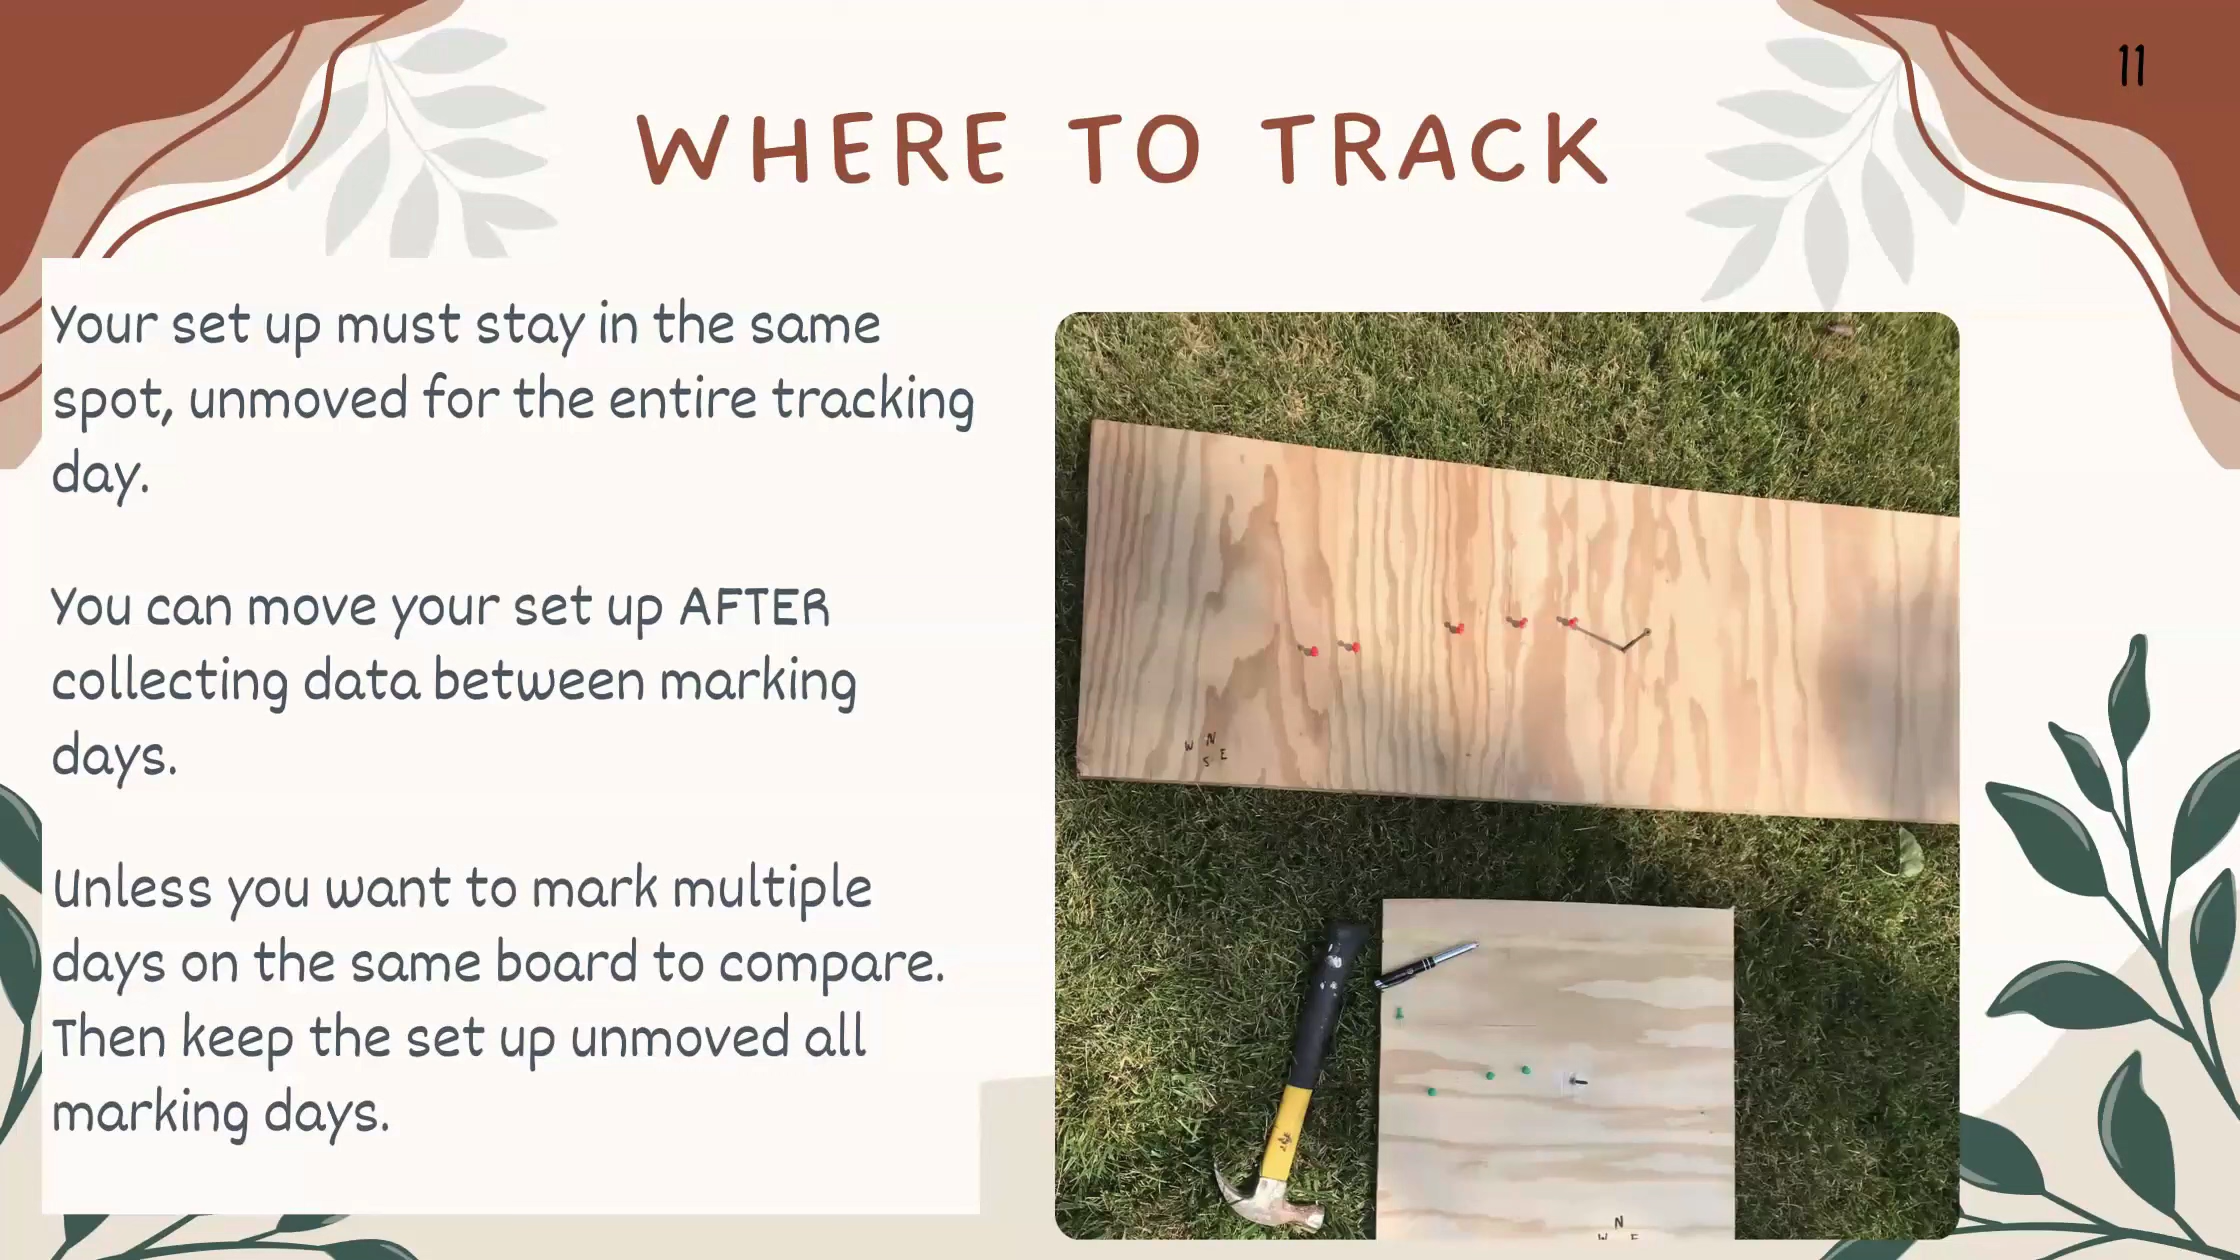 11
WHERE TO TRACK
Your set up must stay in the same
spot, unmoved for the entire tracking
day.
You can move your set up AFTER
collecting data between marking
days.
Unless you want to mark multiple
days on the same board to compare.
Then keep the set up unmoved all
marking days.
N
W E
S
N
W E